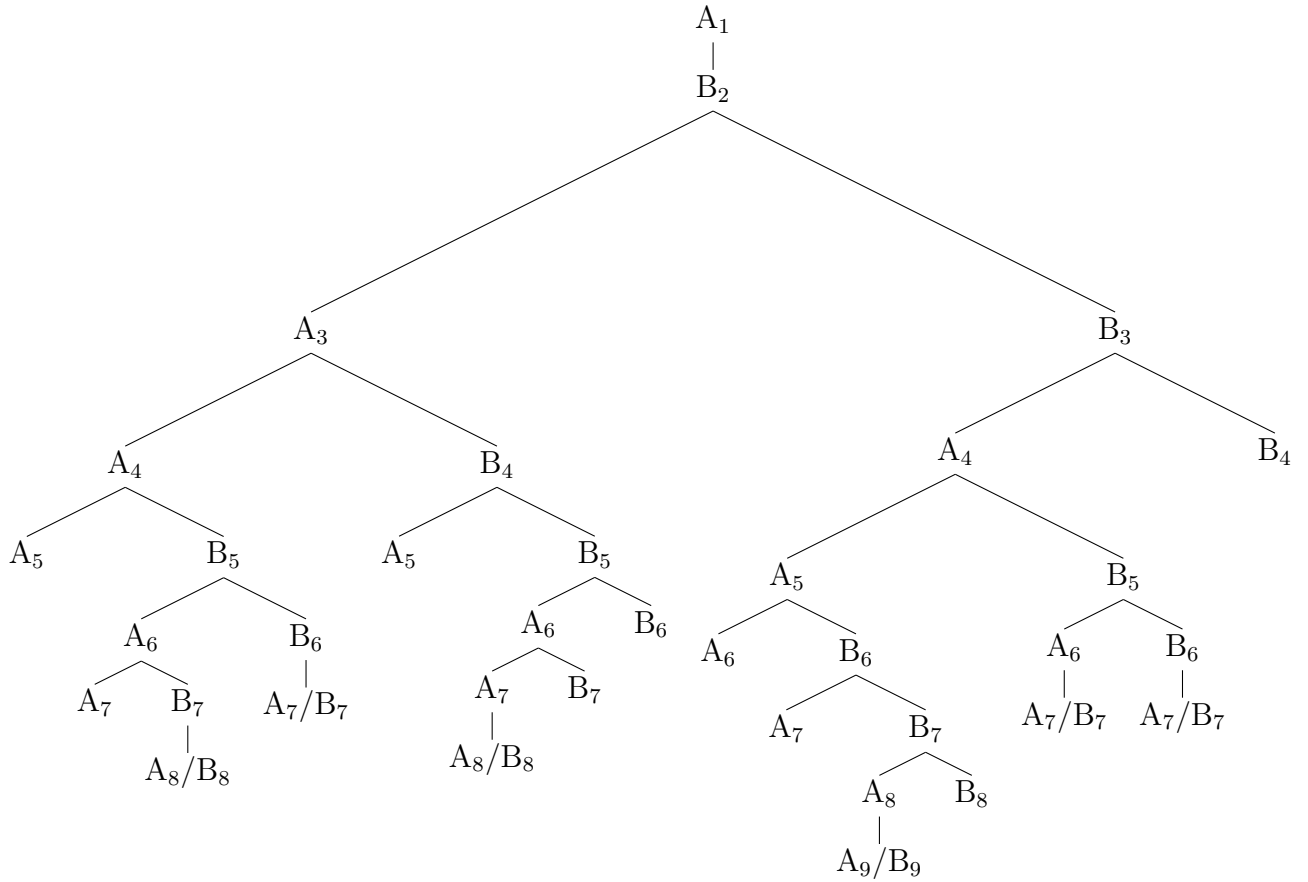 A₁
B₂
A₃ B₃
A₄ B₄ A₄ B₄
A₅ B₅ A₅ B₅ A₅ B₅
A₆ B₆ A₆ B₆ A₆ B₆ A₆ B₆
A₇ B₇ A₇/B₇ A₇ B₇ A₇ B₇ A₇/B₇ A₇/B₇
A₈/B₈ A₈/B₈ A₈ B₈
A₉/B₉